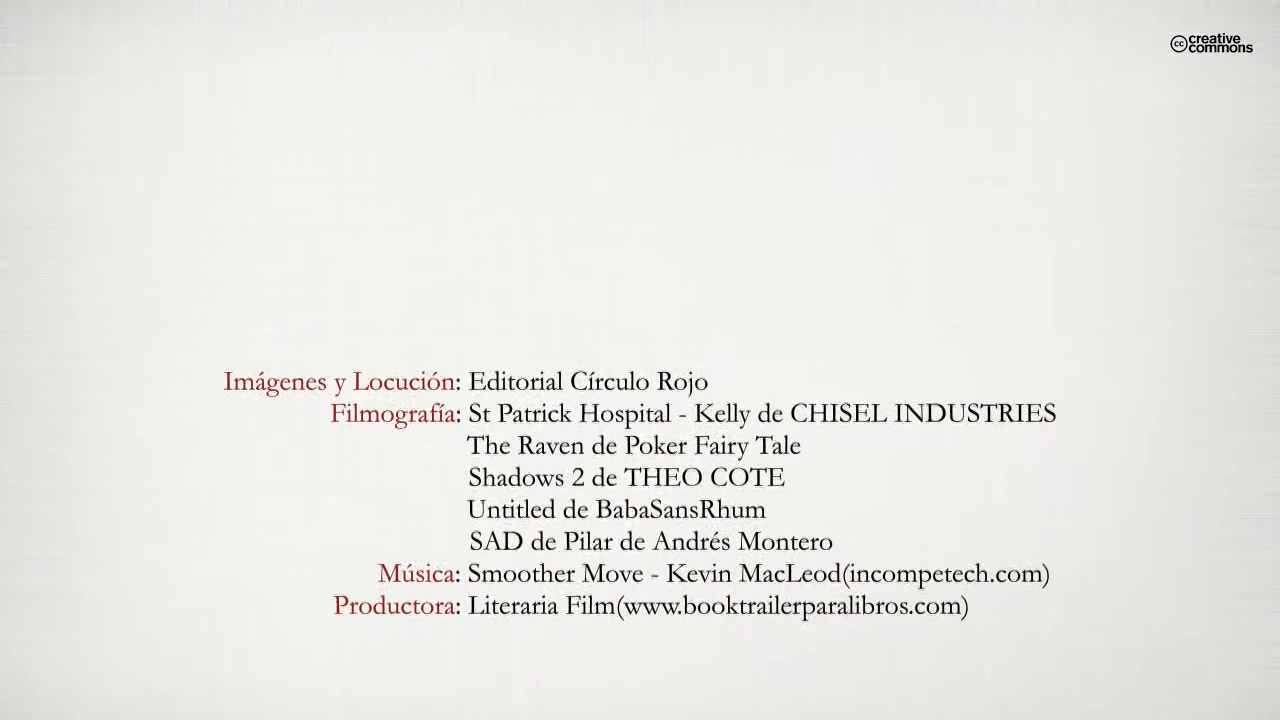 cc creative
commons
Imágenes y Locución: Editorial Círculo Rojo
Filmografía: St Patrick Hospital - Kelly de CHISEL INDUSTRIES
The Raven de Poker Fairy Tale
Shadows 2 de THEO COTE
Untitled de BabaSansRhum
SAD de Pilar de Andrés Montero
Música: Smoother Move - Kevin MacLeod(incompetech.com)
Productora: Literaria Film(www.booktrailerparalibros.com)